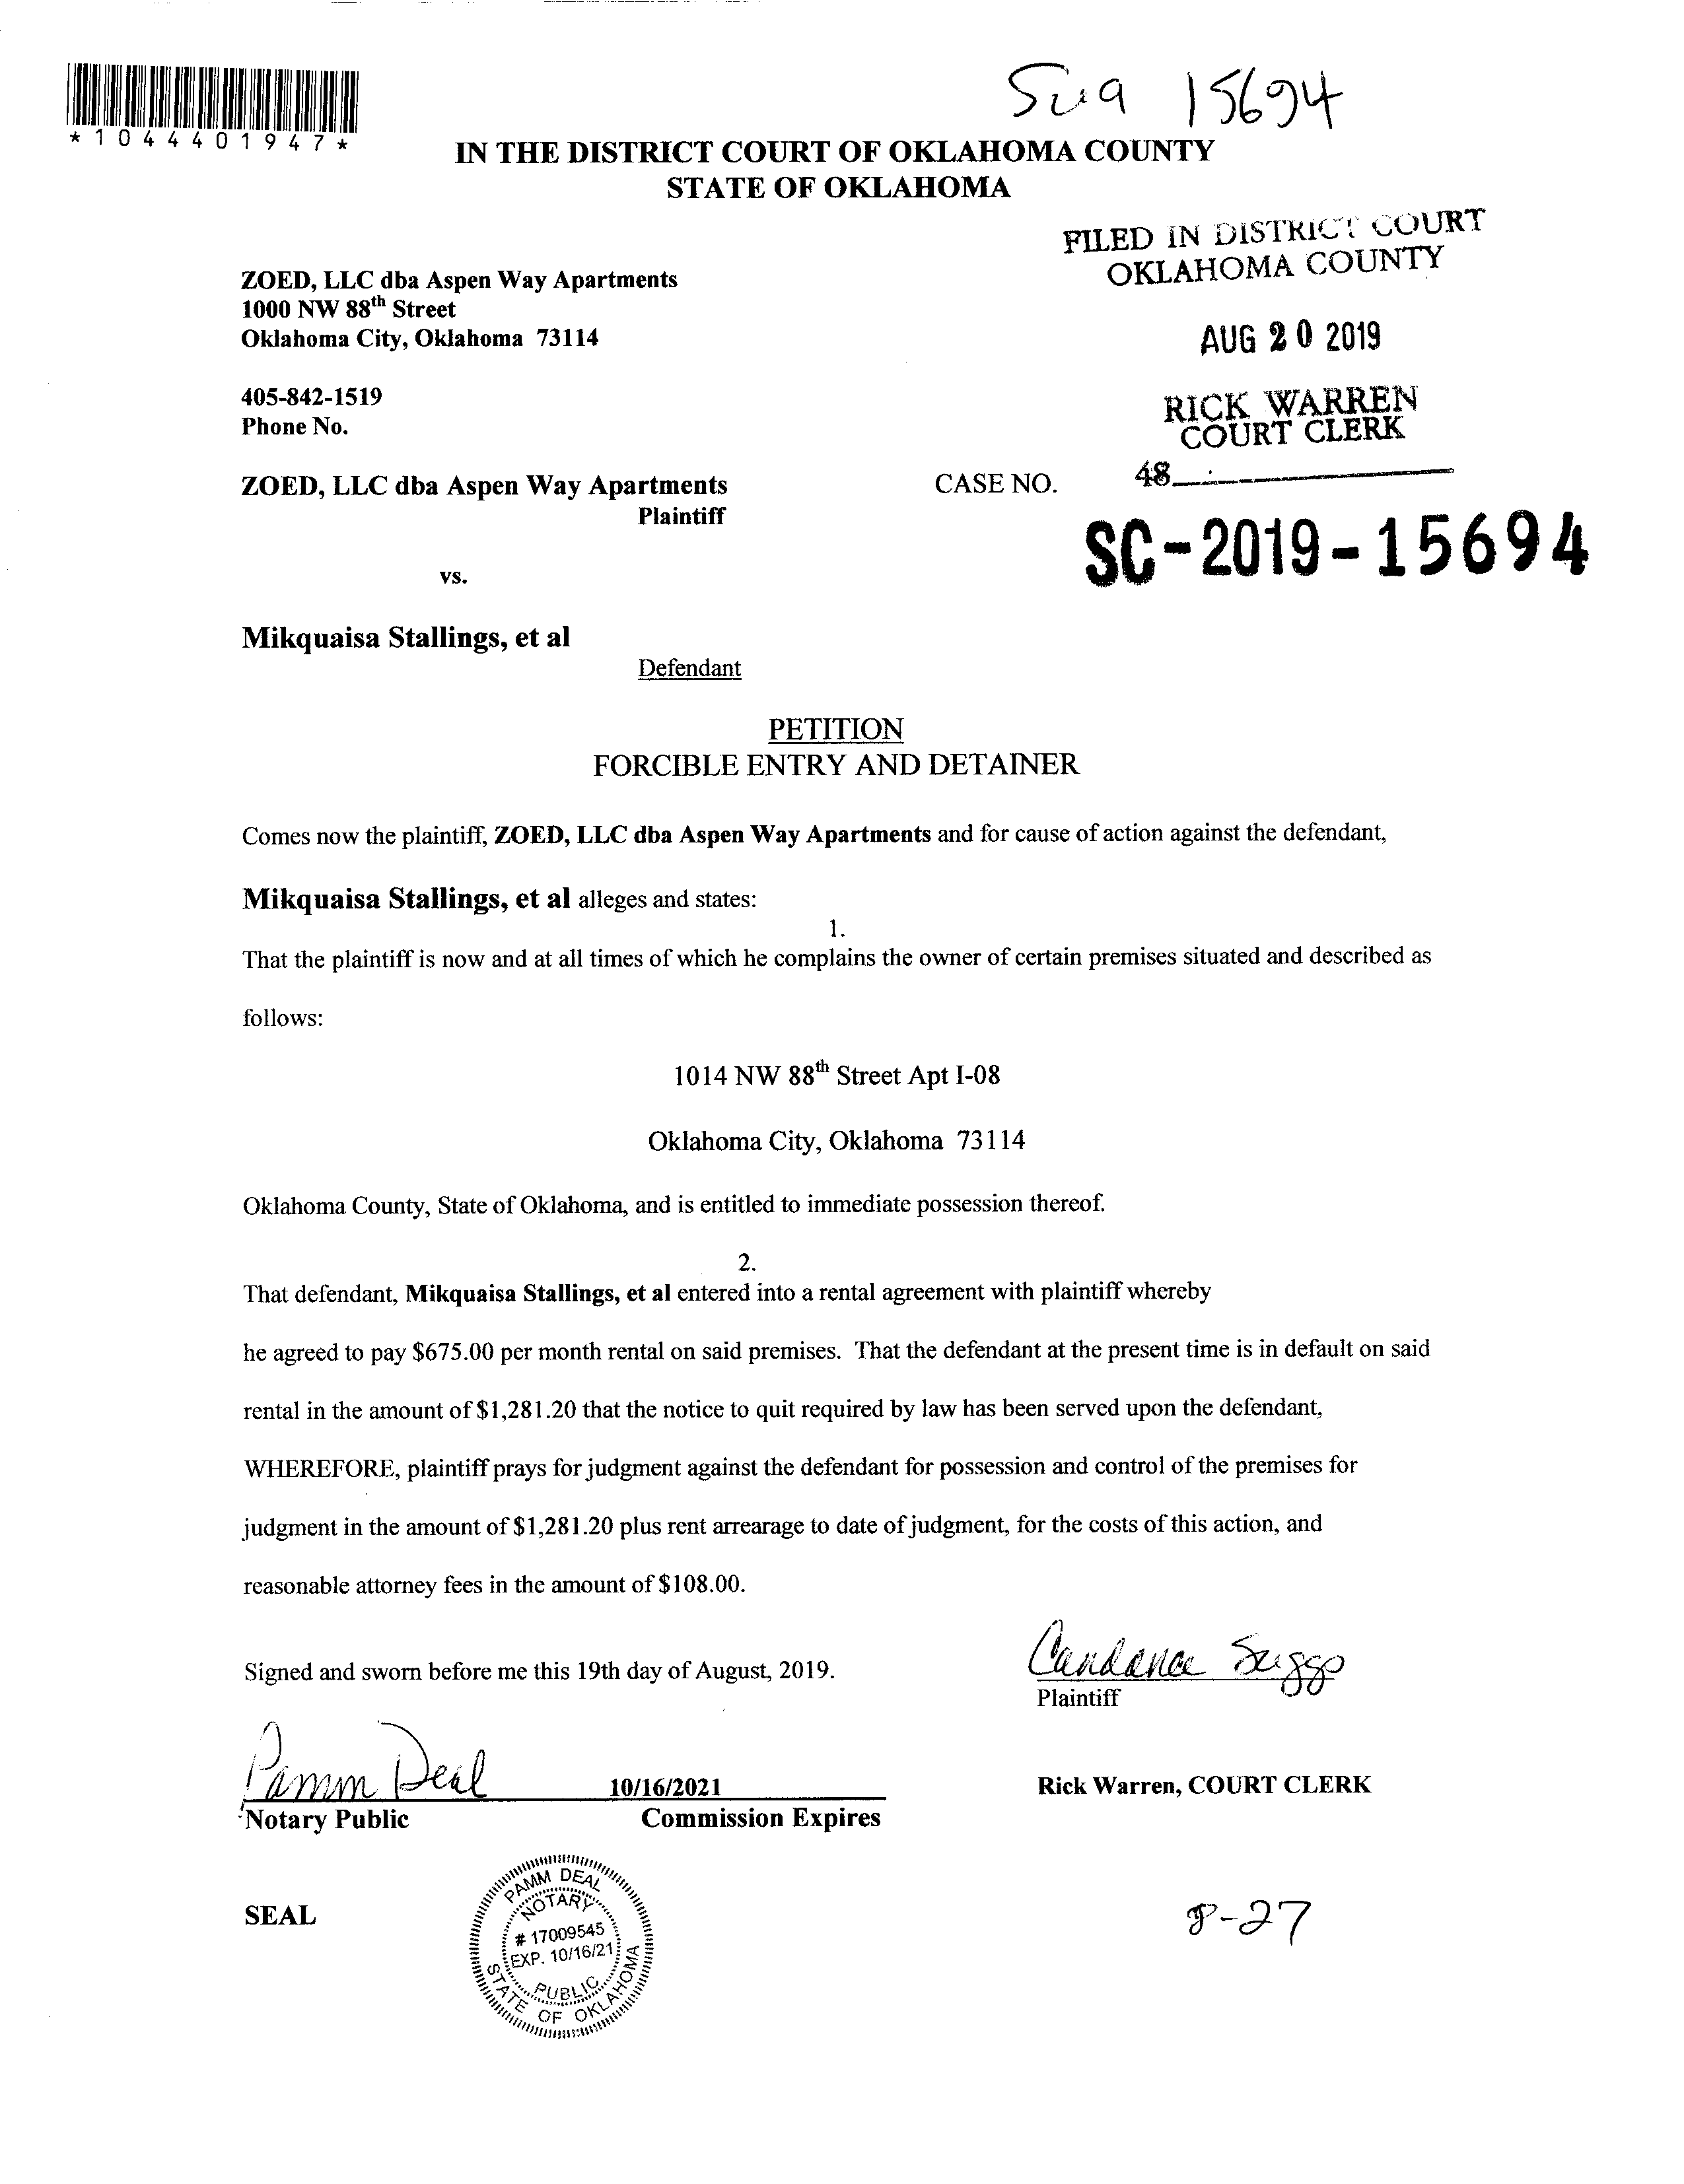 Sua 15694
*1044401947*
IN THE DISTRICT COURT OF OKLAHOMA COUNTY
STATE OF OKLAHOMA
FILED IN DISTRICT COURT
OKLAHOMA COUNTY
ZOED, LLC dba Aspen Way Apartments
1000 NW 88th Street
Oklahoma City, Oklahoma 73114
AUG 20 2019
405-842-1519
Phone No.
RICK WARREN
COURT CLERK
48
ZOED, LLC dba Aspen Way Apartments
CASE NO.
Plaintiff
SC-2019-15694
vs.
Mikquaisa Stallings, et al
Defendant
PETITION
FORCIBLE ENTRY AND DETAINER
Comes now the plaintiff, ZOED, LLC dba Aspen Way Apartments and for cause of action against the defendant,
Mikquaisa Stallings, et al alleges and states:
1.
That the plaintiff is now and at all times of which he complains the owner of certain premises situated and described as
follows:
1014 NW 88th Street Apt I-08
Oklahoma City, Oklahoma 73114
Oklahoma County, State of Oklahoma, and is entitled to immediate possession thereof.
2.
That defendant, Mikquaisa Stallings, et al entered into a rental agreement with plaintiff whereby
he agreed to pay $675.00 per month rental on said premises. That the defendant at the present time is in default on said
rental in the amount of $1,281.20 that the notice to quit required by law has been served upon the defendant,
WHEREFORE, plaintiff prays for judgment against the defendant for possession and control of the premises for
judgment in the amount of $1,281.20 plus rent arrearage to date of judgment, for the costs of this action, and
reasonable attorney fees in the amount of $108.00.
Candance Suggs
Signed and sworn before me this 19th day of August, 2019.
Plaintiff
Pamm Deal
10/16/2021
Rick Warren, COURT CLERK
Notary Public
Commission Expires
SEAL
PAMM DEAL
NOTARY
# 17009545
EXP. 10/16/21
PUBLIC
STATE OF OKLAHOMA
8-27